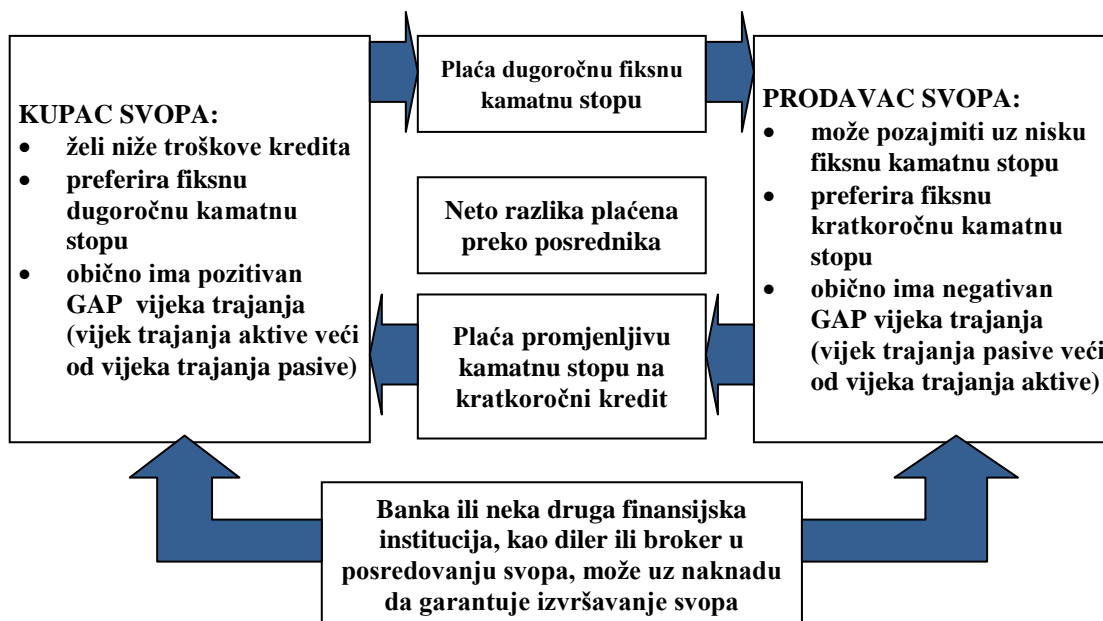 KUPAC SVOPA:
• želi niže troškove kredita
• preferira fiksnu
dugoročnu kamatnu
stopu
• obično ima pozitivan
GAP vijeka trajanja
(vijek trajanja aktive veći
od vijeka trajanja pasive)
Plaća dugoročnu fiksnu
kamatnu stopu
Neto razlika plaćena
preko posrednika
Plaća promjenljivu
kamatnu stopu na
kratkoročni kredit
PRODAVAC SVOPA:
• može pozajmiti uz nisku
fiksnu kamatnu stopu
• preferira fiksnu
kratkoročnu kamatnu
stopu
• obično ima negativan
GAP vijeka trajanja
(vijek trajanja pasive veći
od vijeka trajanja aktive)
Banka ili neka druga finansijska
institucija, kao diler ili broker u
posredovanju svopa, može uz naknadu
da garantuje izvršavanje svopa